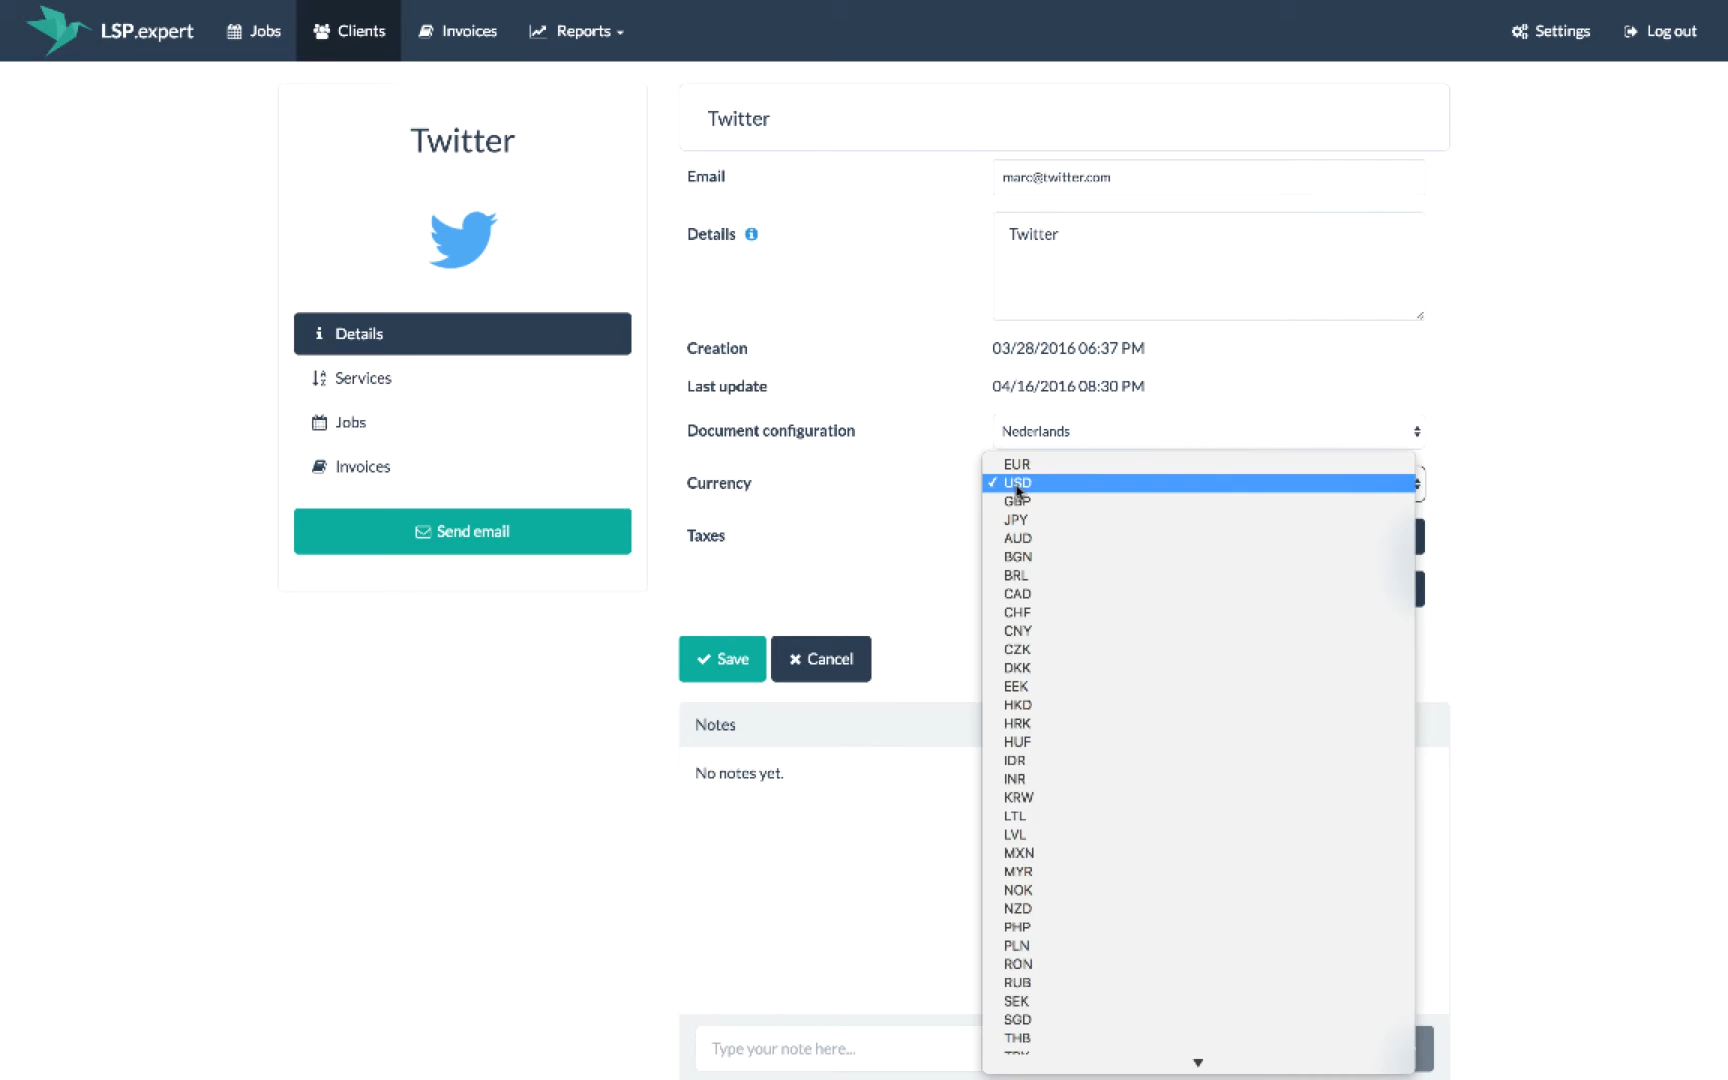 LSP.expert
Jobs
Clients
Invoices
Reports
Settings
Log out
Twitter
Details
Services
Jobs
Invoices
Send email
Twitter
Email
marc@twitter.com
Details
Twitter
Creation
03/28/2016 06:37 PM
Last update
04/16/2016 08:30 PM
Document configuration
Nederlands
Currency
EUR
✓ USD
GBP
JPY
AUD
BGN
BRL
CAD
CHF
CNY
CZK
DKK
EEK
HKD
HRK
HUF
IDR
INR
KRW
LTL
LVL
MXN
MYR
NOK
NZD
PHP
PLN
RON
RUB
SEK
SGD
THB
Taxes
Save
Cancel
Notes
No notes yet.
Type your note here...